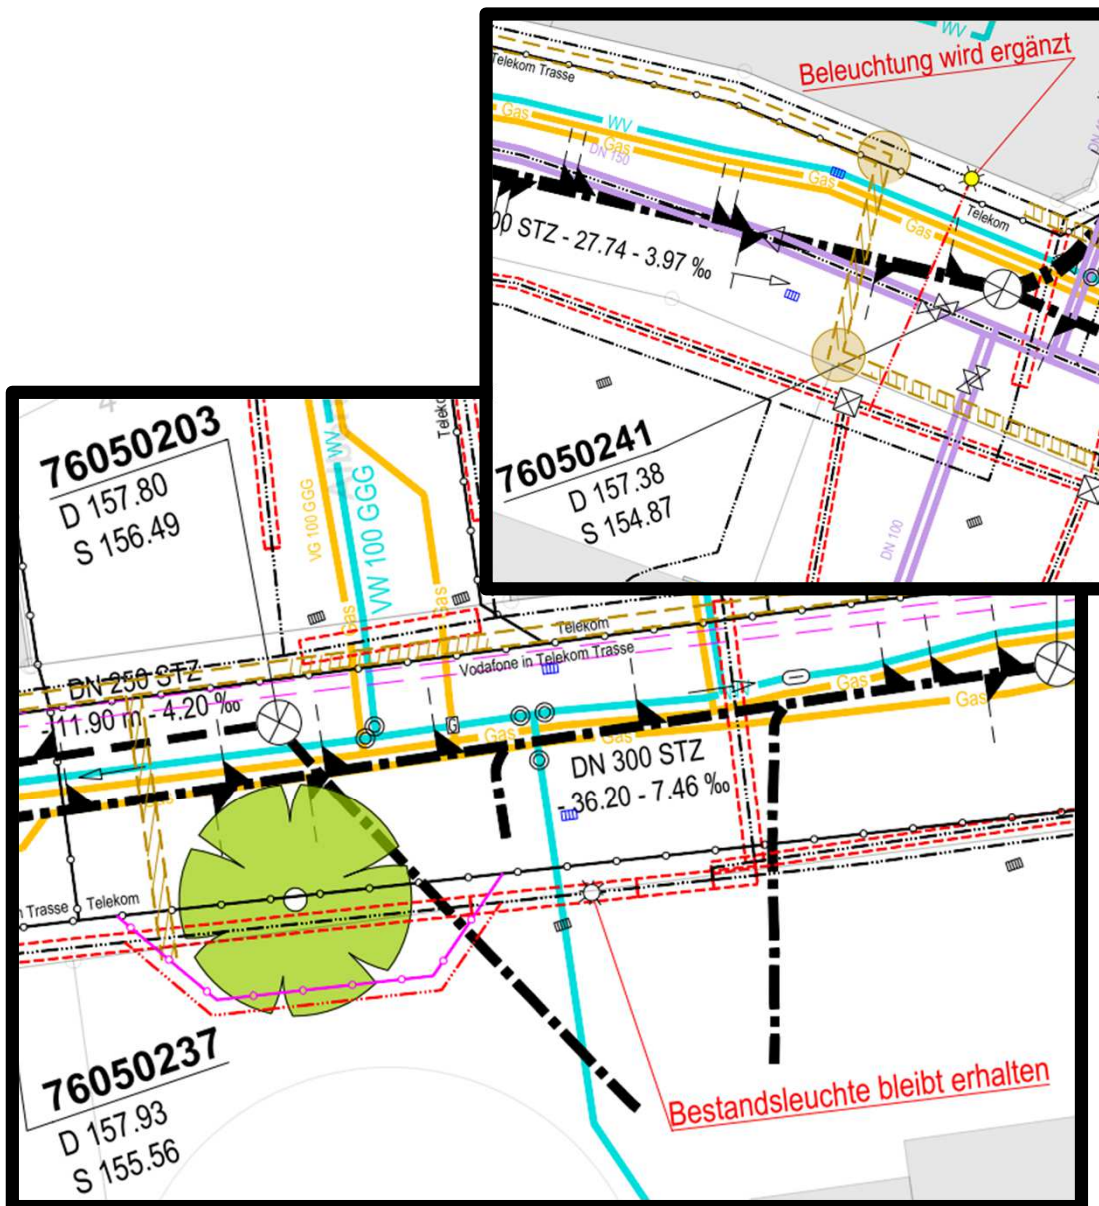 WV
Beleuchtung wird ergänzt
Telekom Trasse
Gas
WV
Gas
DN 150
Gas
Telekom
Gas
00 STZ - 27.74 - 3.97 ‰
76050241
D 157.38
S 154.87
DN 100
76050203
D 157.80
S 156.49
WV
VG 100 GGG
VW 100 GGG
Gas
Gas
Telekom
Vodafone in Telekom Trasse
DN 250 STZ
- 11.90 m - 4.20 ‰
Gas
Gas
Gas
Gas
DN 300 STZ
- 36.20 - 7.46 ‰
G
m Trasse
Telekom
76050237
D 157.93
S 155.56
Bestandsleuchte bleibt erhalten